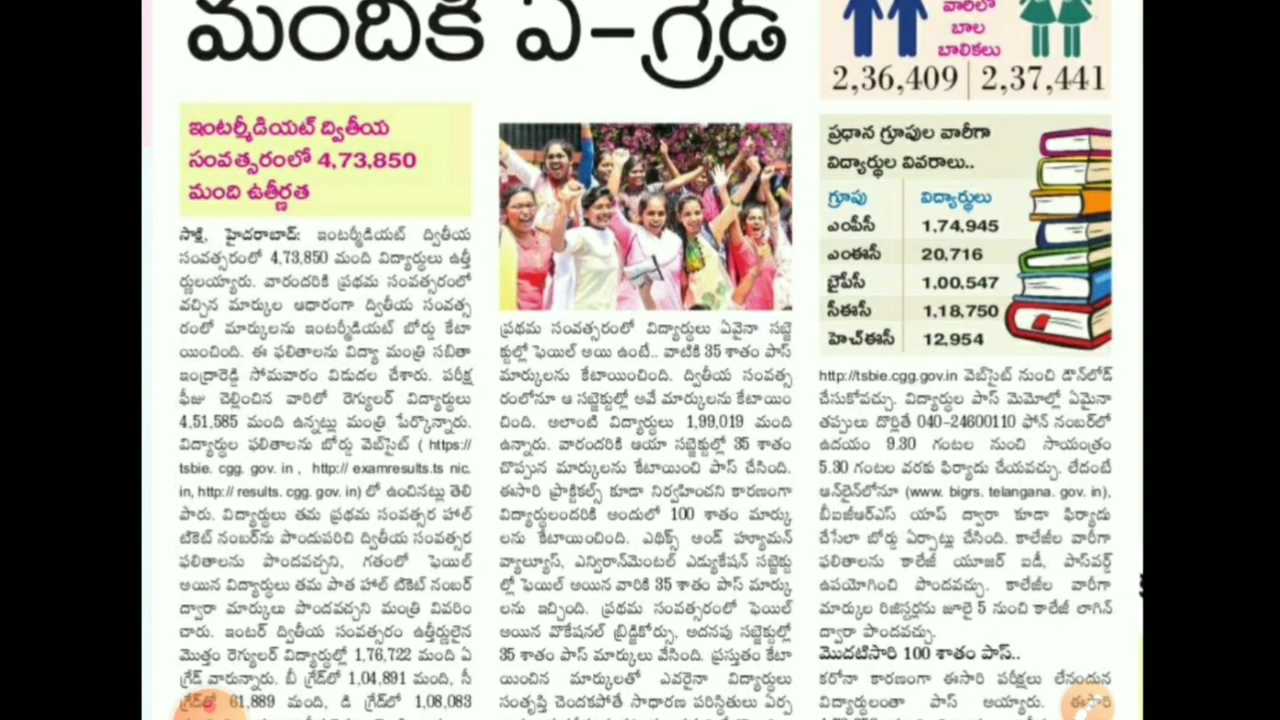 మందికి ఏ-గ్రేడ్
ఇంటర్మీడియట్ ద్వితీయ
సంవత్సరంలో 4,73,850
మంది ఉత్తీర్ణత
సాక్షి, హైదరాబాద్: ఇంటర్మీడియట్ ద్వితీయ
సంవత్సరంలో 4,73,850 మంది విద్యార్థులు ఉత్తీ
ర్ణులయ్యారు. వారందరికీ ప్రథమ సంవత్సరంలో
వచ్చిన మార్కుల ఆధారంగా ద్వితీయ సంవత్స
రంలో మార్కులను ఇంటర్మీడియట్ బోర్డు కేటా
యించింది. ఈ ఫలితాలను విద్యా మంత్రి సబితా
ఇంద్రారెడ్డి సోమవారం విడుదల చేశారు. పరీక్ష
ఫీజు చెల్లించిన వారిలో రెగ్యులర్ విద్యార్థులు
4,51,585 మంది ఉన్నట్లు మంత్రి పేర్కొన్నారు.
విద్యార్థుల ఫలితాలను బోర్డు వెబ్‌సైట్ ( https://
tsbie. cgg. gov. in , http:// examresults.ts nic.
in, http:// results. cgg. gov. in) లో ఉంచినట్లు తెలి
పారు. విద్యార్థులు తమ ప్రథమ సంవత్సర హాల్
టికెట్ నంబర్‌ను పొందుపరిచి ద్వితీయ సంవత్సర
ఫలితాలను పొందవచ్చని, గతంలో ఫెయిల్
అయిన విద్యార్థులు తమ పాత హాల్ టికెట్ నంబర్
ద్వారా మార్కులు పొందవచ్చని మంత్రి వివరిం
చారు. ఇంటర్ ద్వితీయ సంవత్సరం ఉత్తీర్ణులైన
మొత్తం రెగ్యులర్ విద్యార్థుల్లో 1,76,722 మంది ఏ
గ్రేడ్ వారున్నారు. బీ గ్రేడ్‌లో 1,04,891 మంది, సీ
గ్రేడ్‌లో 61,889 మంది, డి గ్రేడ్‌లో 1,08,083
ప్రథమ సంవత్సరంలో విద్యార్థులు ఏవైనా సబ్జె
క్టుల్లో ఫెయిల్ అయి ఉంటే.. వాటికి 35 శాతం పాస్
మార్కులను కేటాయించింది. ద్వితీయ సంవత్స
రంలోనూ ఆ సబ్జెక్టుల్లో అవే మార్కులను కేటాయిం
చింది. అలాంటి విద్యార్థులు 1,99,019 మంది
ఉన్నారు. వారందరికి ఆయా సబ్జెక్టుల్లో 35 శాతం
చొప్పున మార్కులను కేటాయించి పాస్ చేసింది.
ఈసారి ప్రాక్టికల్స్ కూడా నిర్వహించని కారణంగా
విద్యార్థులందరికి అందులో 100 శాతం మార్కు
లను కేటాయించింది. ఎథిక్స్ అండ్ హ్యూమన్
వ్యాల్యూస్, ఎన్విరాన్‌మెంటల్ ఎడ్యుకేషన్ సబ్జెక్టు
ల్లో ఫెయిల్ అయిన వారికి 35 శాతం పాస్ మార్కు
లను ఇచ్చింది. ప్రథమ సంవత్సరంలో ఫెయిల్
అయిన వొకేషనల్ బ్రిడ్జికోర్సు, అదనపు సబ్జెక్టుల్లో
35 శాతం పాస్ మార్కులు వేసింది. ప్రస్తుతం కేటా
యించిన మార్కులతో ఎవరైనా విద్యార్థులు
సంతృప్తి చెందకపోతే సాధారణ పరిస్థితులు ఏర్ప
వారిలో
బాల
బాలికలు
2,36,409 2,37,441
ప్రధాన గ్రూపుల వారీగా
విద్యార్థుల వివరాలు..
గ్రూపు విద్యార్థులు
ఎంపీసీ 1,74,945
ఎంఈసీ 20,716
బైపీసీ 1,00,547
సీఈసీ 1,18,750
హెచ్ఈసీ 12,954
http://tsbie.cgg.gov.in వెబ్‌సైట్ నుంచి డౌన్‌లోడ్
చేసుకోవచ్చు. విద్యార్థుల పాస్ మెమోల్లో ఏమైనా
తప్పులు దొర్లితే 040-24600110 ఫోన్ నంబర్‌లో
ఉదయం 9.30 గంటల నుంచి సాయంత్రం
5.30 గంటల వరకు ఫిర్యాదు చేయవచ్చు. లేదంటే
ఆన్‌లైన్‌లోనూ (www. bigrs. telangana. gov. in),
బీఐజీఆర్ఎస్ యాప్ ద్వారా కూడా ఫిర్యాదు
చేసేలా బోర్డు ఏర్పాట్లు చేసింది. కాలేజీల వారీగా
ఫలితాలను కాలేజీ యూజర్ ఐడీ, పాస్‌వర్డ్
ఉపయోగించి పొందవచ్చు. కాలేజీల వారీగా
మార్కుల రిజిస్టర్లను జూలై 5 నుంచి కాలేజీ లాగిన్
ద్వారా పొందవచ్చు.
మొదటిసారి 100 శాతం పాస్..
కరోనా కారణంగా ఈసారి పరీక్షలు లేనందున
విద్యార్థులంతా పాస్ అయ్యారు. ఈసారి